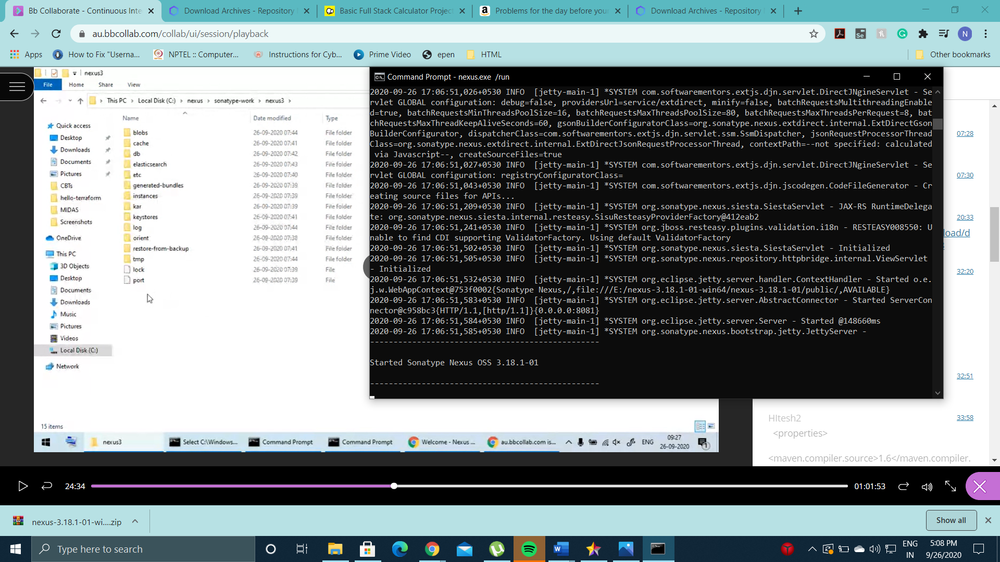 Bb Collaborate - Continuous Inte
Download Archives - Repository
Basic Full Stack Calculator Projec
Problems for the day before you
Download Archives - Repository
au.bbcollab.com/collab/ui/session/playback
N
Apps
How to Fix "Userna...
NPTEL :: Computer...
Instructions for Cyb...
Prime Video
epen
HTML
Other bookmarks
nexus3
File Home Share View
This PC > Local Disk (C:) > nexus > sonatype-work > nexus3 >
Name Date modified Type
Quick access
Desktop
Downloads
Documents
Pictures
CBTs
hello-terraform
MIDAS
Screenshots
OneDrive
This PC
3D Objects
Desktop
Documents
Downloads
Music
Pictures
Videos
Local Disk (C:)
Network
blobs 26-09-2020 07:44 File folder
cache 26-09-2020 07:41 File folder
db 26-09-2020 07:42 File folder
elasticsearch 26-09-2020 07:43 File folder
etc 26-09-2020 07:40 File folder
generated-bundles 26-09-2020 07:39 File folder
instances 26-09-2020 07:39 File folder
kar 26-09-2020 07:39 File folder
keystores 26-09-2020 07:41 File folder
log 26-09-2020 07:44 File folder
orient 26-09-2020 07:38 File folder
restore-from-backup 26-09-2020 07:41 File folder
tmp 26-09-2020 07:44 File folder
lock 26-09-2020 07:39 File
port 26-09-2020 07:39 File
15 items
Command Prompt - nexus.exe /run
2020-09-26 17:06:51,026+0530 INFO [jetty-main-1] *SYSTEM com.softwarementors.extjs.djn.servlet.DirectJNgineServlet - Se
rvlet GLOBAL configuration: debug=false, providersUrl=service/extdirect, minify=false, batchRequestsMultithreadingEnable
d=true, batchRequestsMinThreadsPoolSize=16, batchRequestsMaxThreadsPoolSize=80, batchRequestsMaxThreadsPerRequest=8, bat
chRequestsMaxThreadKeepAliveSeconds=60, gsonBuilderConfiguratorClass=org.sonatype.nexus.extdirect.internal.ExtDirectGson
BuilderConfigurator, dispatcherClass=com.softwarementors.extjs.djn.servlet.ssm.SsmDispatcher, jsonRequestProcessorThread
Class=org.sonatype.nexus.extdirect.internal.ExtDirectJsonRequestProcessorThread, contextPath=--not specified: calculated
via Javascript--, createSourceFiles=true
2020-09-26 17:06:51,027+0530 INFO [jetty-main-1] *SYSTEM com.softwarementors.extjs.djn.servlet.DirectJNgineServlet - Se
rvlet GLOBAL configuration: registryConfiguratorClass=
2020-09-26 17:06:51,043+0530 INFO [jetty-main-1] *SYSTEM com.softwarementors.extjs.djn.jscodegen.CodeFileGenerator - Cr
eating source files for APIs...
2020-09-26 17:06:51,209+0530 INFO [jetty-main-1] *SYSTEM org.sonatype.nexus.siesta.SiestaServlet - JAX-RS RuntimeDelega
te: org.sonatype.nexus.siesta.internal.resteasy.SisuResteasyProviderFactory@412eab2
2020-09-26 17:06:51,241+0530 INFO [jetty-main-1] *SYSTEM org.jboss.resteasy.plugins.validation.i18n - RESTEASY008550: U
nable to find CDI supporting ValidatorFactory. Using default ValidatorFactory
2020-09-26 17:06:51,502+0530 INFO [jetty-main-1] *SYSTEM org.sonatype.nexus.siesta.SiestaServlet - Initialized
2020-09-26 17:06:51,505+0530 INFO [jetty-main-1] *SYSTEM org.sonatype.nexus.repository.httpbridge.internal.ViewServlet
- Initialized
2020-09-26 17:06:51,532+0530 INFO [jetty-main-1] *SYSTEM org.eclipse.jetty.server.handler.ContextHandler - Started o.e.
j.w.WebAppContext@753f0002{Sonatype Nexus,/,file:///E:/nexus-3.18.1-01-win64/nexus-3.18.1-01/public/,AVAILABLE}
2020-09-26 17:06:51,583+0530 INFO [jetty-main-1] *SYSTEM org.eclipse.jetty.server.AbstractConnector - Started ServerCon
nector@c958bc3{HTTP/1.1,[http/1.1]}{0.0.0.0:8081}
2020-09-26 17:06:51,584+0530 INFO [jetty-main-1] *SYSTEM org.eclipse.jetty.server.Server - Started @148660ms
2020-09-26 17:06:51,585+0530 INFO [jetty-main-1] *SYSTEM org.sonatype.nexus.bootstrap.jetty.JettyServer -
-------------------------------------------------
Started Sonatype Nexus OSS 3.18.1-01
-------------------------------------------------
07:28
07:30
20:33
load/d
32:20
32:51
HItesh2 33:58
<properties>
<maven.compiler.source>1.6</maven.compiler.
nexus3
Select C:\Windows...
Command Prompt
Command Prompt
Welcome - Nexus ...
au.bbcollab.com is...
ENG
09:27
26-09-2020
1
24:34
01:01:53
nexus-3.18.1-01-wi....zip
Show all
Type here to search
ENG
IN
5:08 PM
9/26/2020